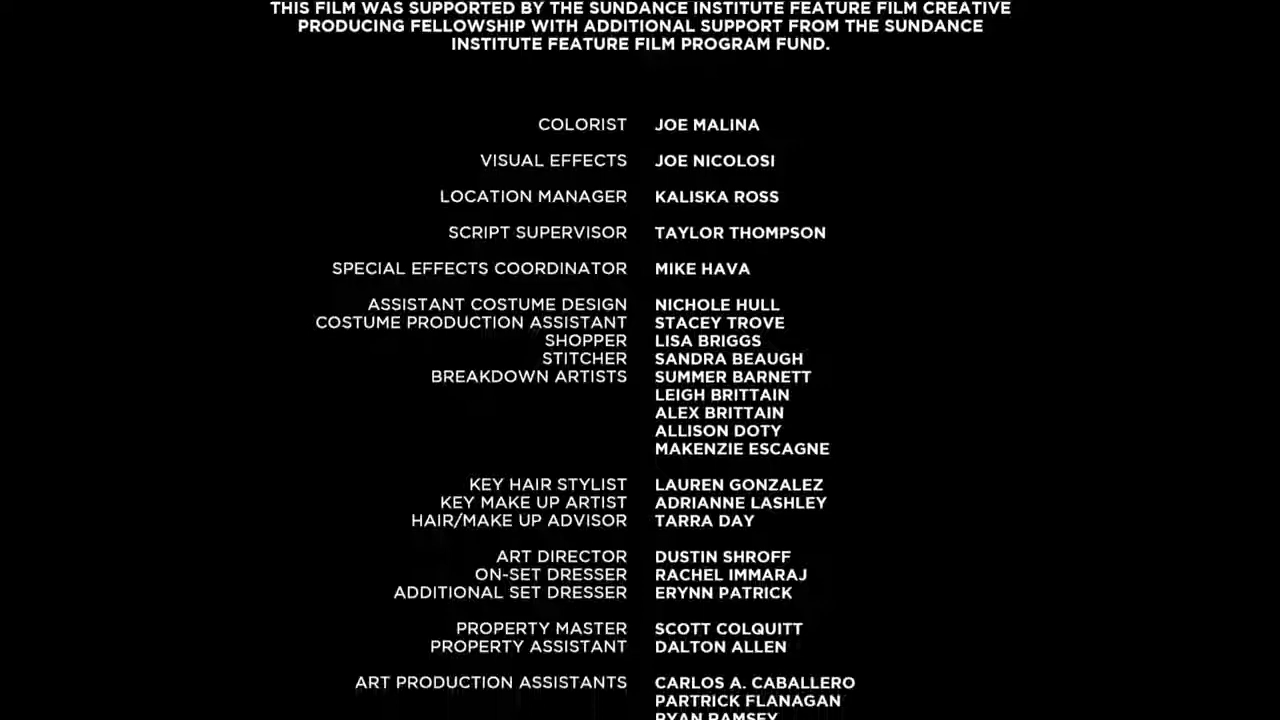 THIS FILM WAS SUPPORTED BY THE SUNDANCE INSTITUTE FEATURE FILM CREATIVE
PRODUCING FELLOWSHIP WITH ADDITIONAL SUPPORT FROM THE SUNDANCE
INSTITUTE FEATURE FILM PROGRAM FUND.
COLORIST JOE MALINA
VISUAL EFFECTS JOE NICOLOSI
LOCATION MANAGER KALISKA ROSS
SCRIPT SUPERVISOR TAYLOR THOMPSON
SPECIAL EFFECTS COORDINATOR MIKE HAVA
ASSISTANT COSTUME DESIGN NICHOLE HULL
COSTUME PRODUCTION ASSISTANT STACEY TROVE
SHOPPER LISA BRIGGS
STITCHER SANDRA BEAUGH
BREAKDOWN ARTISTS SUMMER BARNETT
LEIGH BRITTAIN
ALEX BRITTAIN
ALLISON DOTY
MAKENZIE ESCAGNE
KEY HAIR STYLIST LAUREN GONZALEZ
KEY MAKE UP ARTIST ADRIANNE LASHLEY
HAIR/MAKE UP ADVISOR TARRA DAY
ART DIRECTOR DUSTIN SHROFF
ON-SET DRESSER RACHEL IMMARAJ
ADDITIONAL SET DRESSER ERYNN PATRICK
PROPERTY MASTER SCOTT COLQUITT
PROPERTY ASSISTANT DALTON ALLEN
ART PRODUCTION ASSISTANTS CARLOS A. CABALLERO
PARTRICK FLANAGAN
RYAN RAMSEY